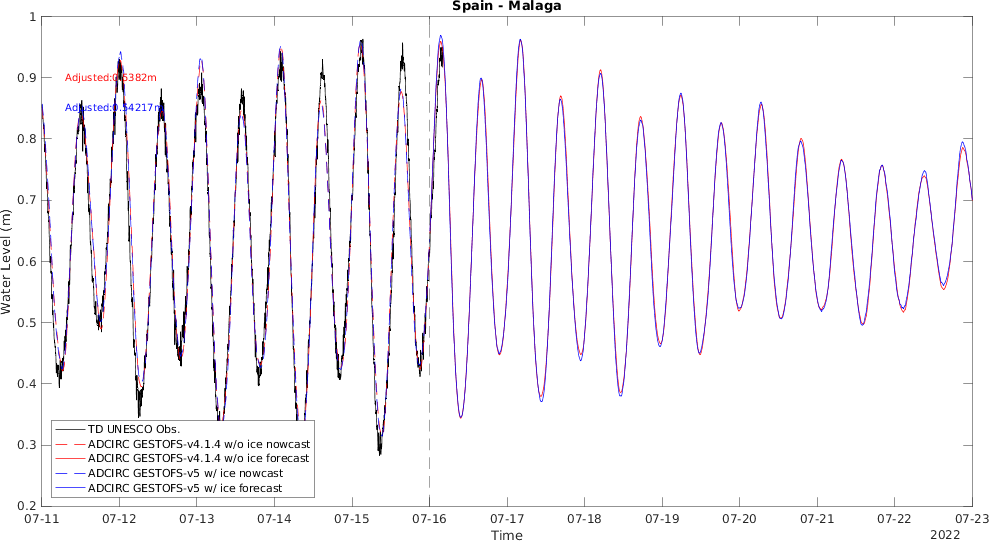 Spain - Malaga
1
0.9
0.8
0.7
0.6
0.5
0.4
0.3
0.2
Water Level (m)
Adjusted:0.5382m
Adjusted:0.54217m
TD UNESCO Obs.
ADCIRC GESTOFS-v4.1.4 w/o ice nowcast
ADCIRC GESTOFS-v4.1.4 w/o ice forecast
ADCIRC GESTOFS-v5 w/ ice nowcast
ADCIRC GESTOFS-v5 w/ ice forecast
07-11 07-12 07-13 07-14 07-15 07-16 07-17 07-18 07-19 07-20 07-21 07-22 07-23
Time
2022